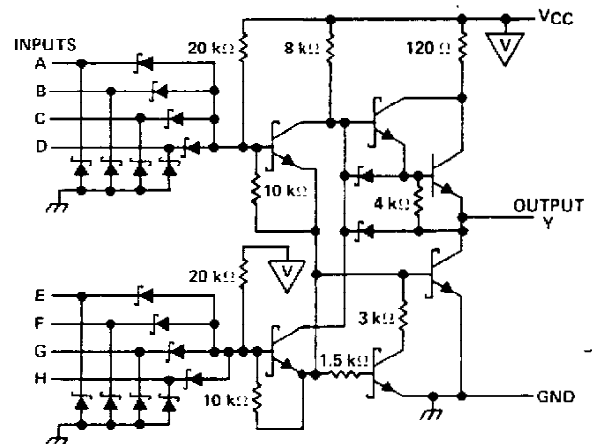 VCC
V
20 kΩ
8 kΩ
120 Ω
INPUTS
A
B
C
D
10 kΩ
4 kΩ
OUTPUT
Y
20 kΩ
V
E
F
G
H
3 kΩ
1.5 kΩ
10 kΩ
GND